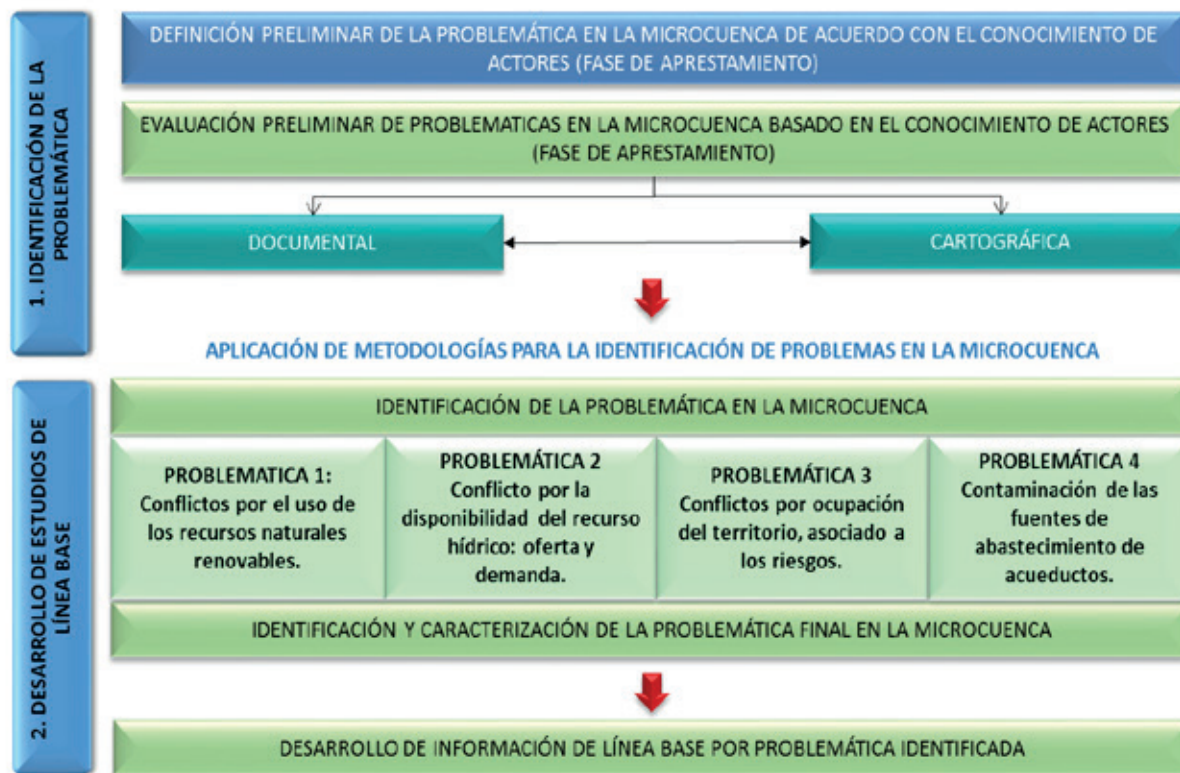 1. IDENTIFICACIÓN DE LA
PROBLEMÁTICA
DEFINICIÓN PRELIMINAR DE LA PROBLEMÁTICA EN LA MICROCUENCA DE ACUERDO CON EL CONOCIMIENTO DE
ACTORES (FASE DE APRESTAMIENTO)
EVALUACIÓN PRELIMINAR DE PROBLEMATICAS EN LA MICROCUENCA BASADO EN EL CONOCIMIENTO DE ACTORES
(FASE DE APRESTAMIENTO)
DOCUMENTAL
CARTOGRÁFICA
APLICACIÓN DE METODOLOGÍAS PARA LA IDENTIFICACIÓN DE PROBLEMAS EN LA MICROCUENCA
2. DESARROLLO DE ESTUDIOS DE
LÍNEA BASE
IDENTIFICACIÓN DE LA PROBLEMÁTICA EN LA MICROCUENCA
PROBLEMATICA 1:
Conflictos por el uso de
los recursos naturales
renovables.
PROBLEMÁTICA 2
Conflicto por la
disponibilidad del recurso
hídrico: oferta y
demanda.
PROBLEMÁTICA 3
Conflictos por ocupación
del territorio, asociado a
los riesgos.
PROBLEMÁTICA 4
Contaminación de las
fuentes de
abastecimiento de
acueductos.
IDENTIFICACIÓN Y CARACTERIZACIÓN DE LA PROBLEMÁTICA FINAL EN LA MICROCUENCA
DESARROLLO DE INFORMACIÓN DE LÍNEA BASE POR PROBLEMÁTICA IDENTIFICADA